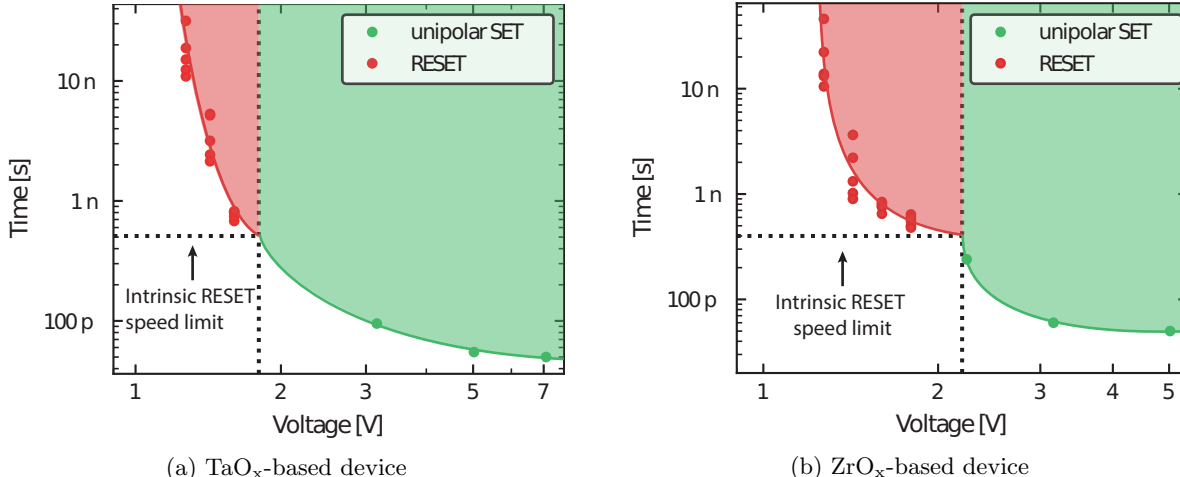 unipolar SET
RESET
10 n
1 n
100 p
Time [s]
Intrinsic RESET
speed limit
1 2 3 5 7
Voltage [V]
(a) TaOx-based device
unipolar SET
RESET
10 n
1 n
100 p
Time [s]
Intrinsic RESET
speed limit
1 2 3 4 5
Voltage [V]
(b) ZrOx-based device